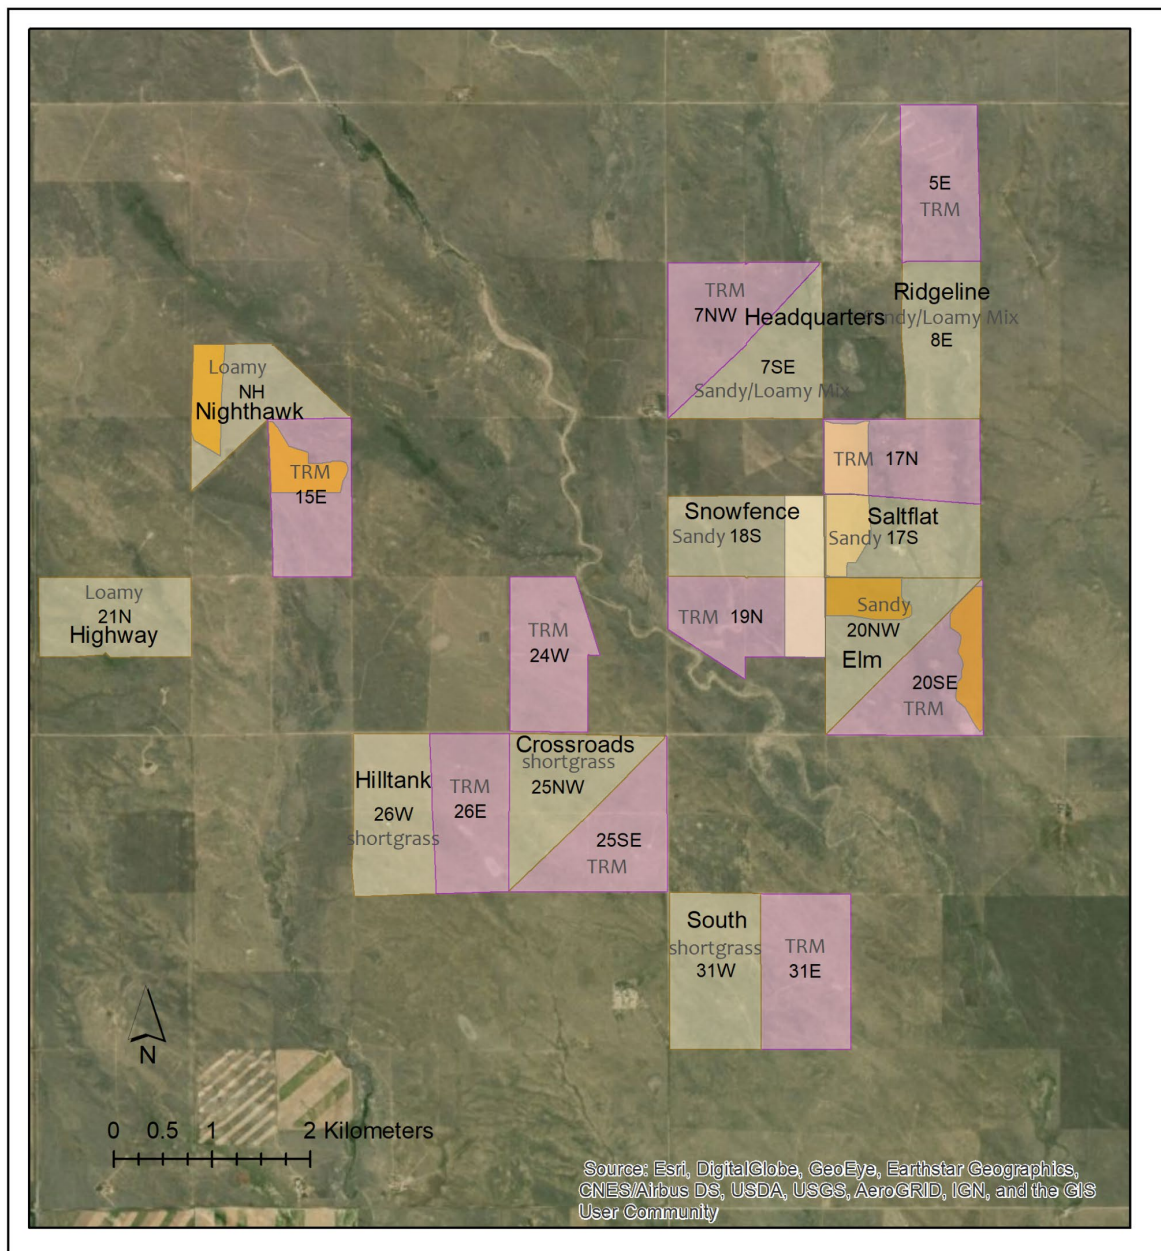 5E
TRM
Ridgeline
Sandy/Loamy Mix
8E
TRM
7NW
Headquarters
7SE
Sandy/Loamy Mix
Loamy
NH
Nighthawk
TRM
15E
TRM 17N
Snowfence
Sandy 18S
Saltflat
Sandy 17S
Loamy
21N
Highway
TRM
24W
TRM 19N
Sandy
20NW
Elm
20SE
TRM
Hilltank
26W
shortgrass
TRM
26E
Crossroads
shortgrass
25NW
25SE
TRM
South
shortgrass
31W
TRM
31E
N
0 0.5 1 2 Kilometers
Source: Esri, DigitalGlobe, GeoEye, Earthstar Geographics,
CNES/Airbus DS, USDA, USGS, AeroGRID, IGN, and the GIS
User Community